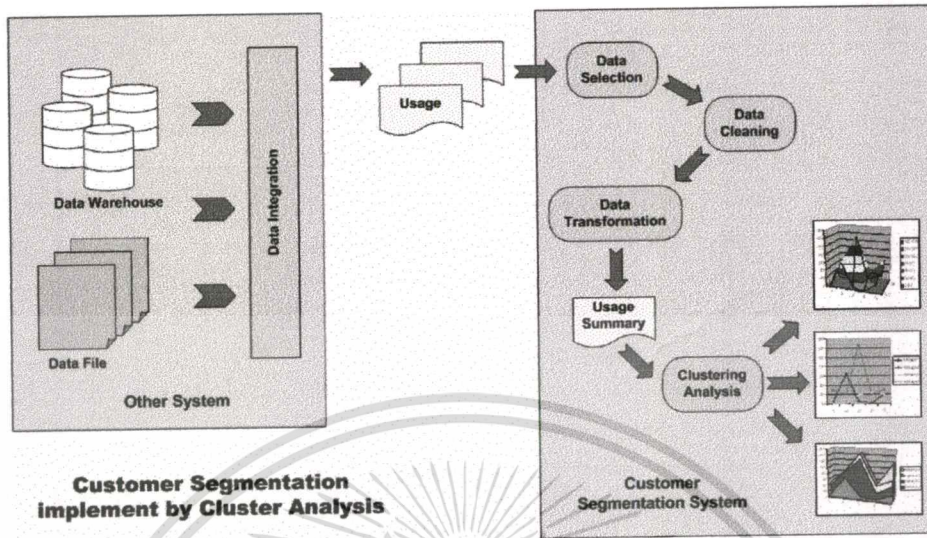 Data Warehouse
Data File
Other System
Data Integration
Usage
Data
Selection
Data
Cleaning
Data
Transformation
Usage
Summary
Clustering
Analysis
Customer
Segmentation System
Customer Segmentation
implement by Cluster Analysis